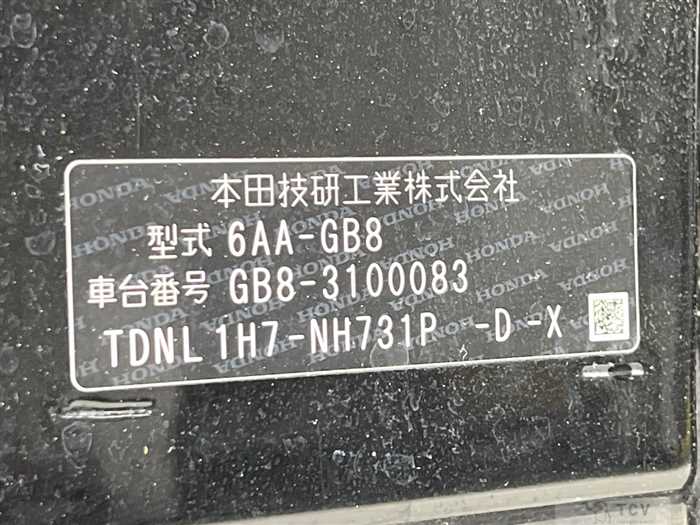 本田技研工業株式会社
型式 6AA-GB8
車台番号 GB8-3100083
TDNL 1H7-NH731P -D-X
TCV